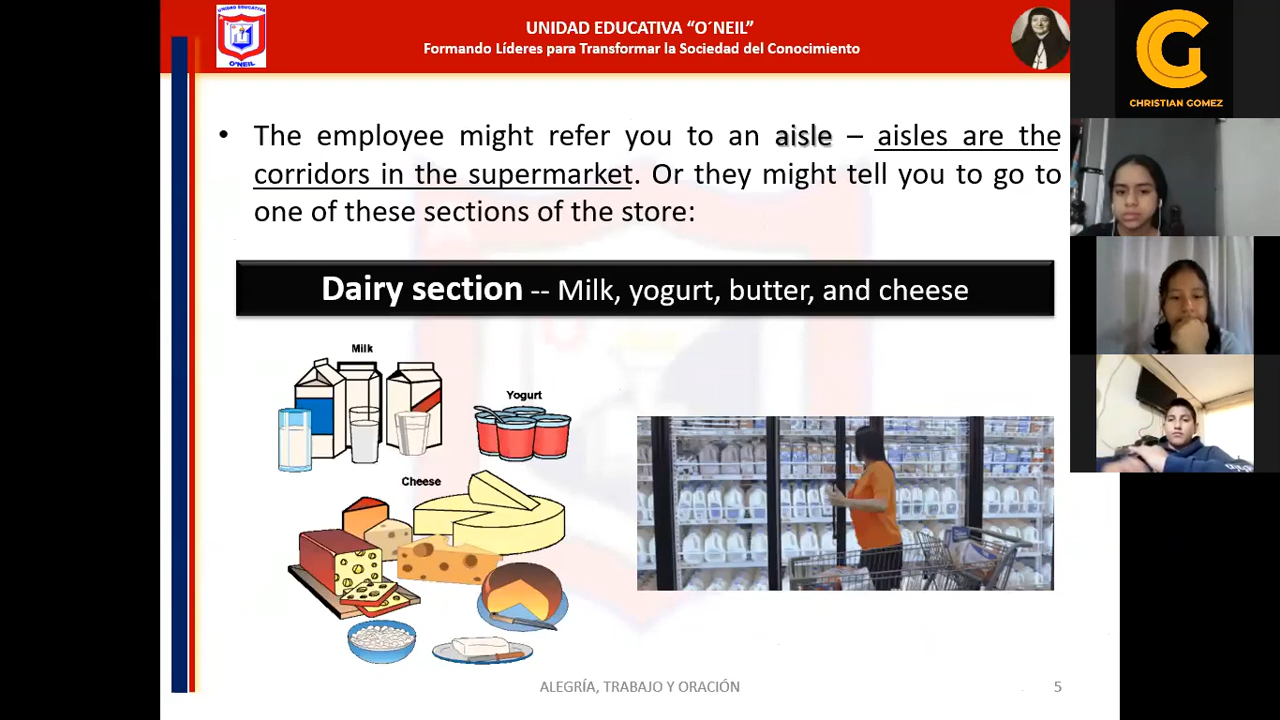 UNIDAD EDUCATIVA
O'NEIL
UNIDAD EDUCATIVA “O´NEIL”
Formando Líderes para Transformar la Sociedad del Conocimiento
CHRISTIAN GOMEZ
• The employee might refer you to an aisle – aisles are the
corridors in the supermarket. Or they might tell you to go to
one of these sections of the store:
Dairy section -- Milk, yogurt, butter, and cheese
Milk
Yogurt
Cheese
ALEGRÍA, TRABAJO Y ORACIÓN
5